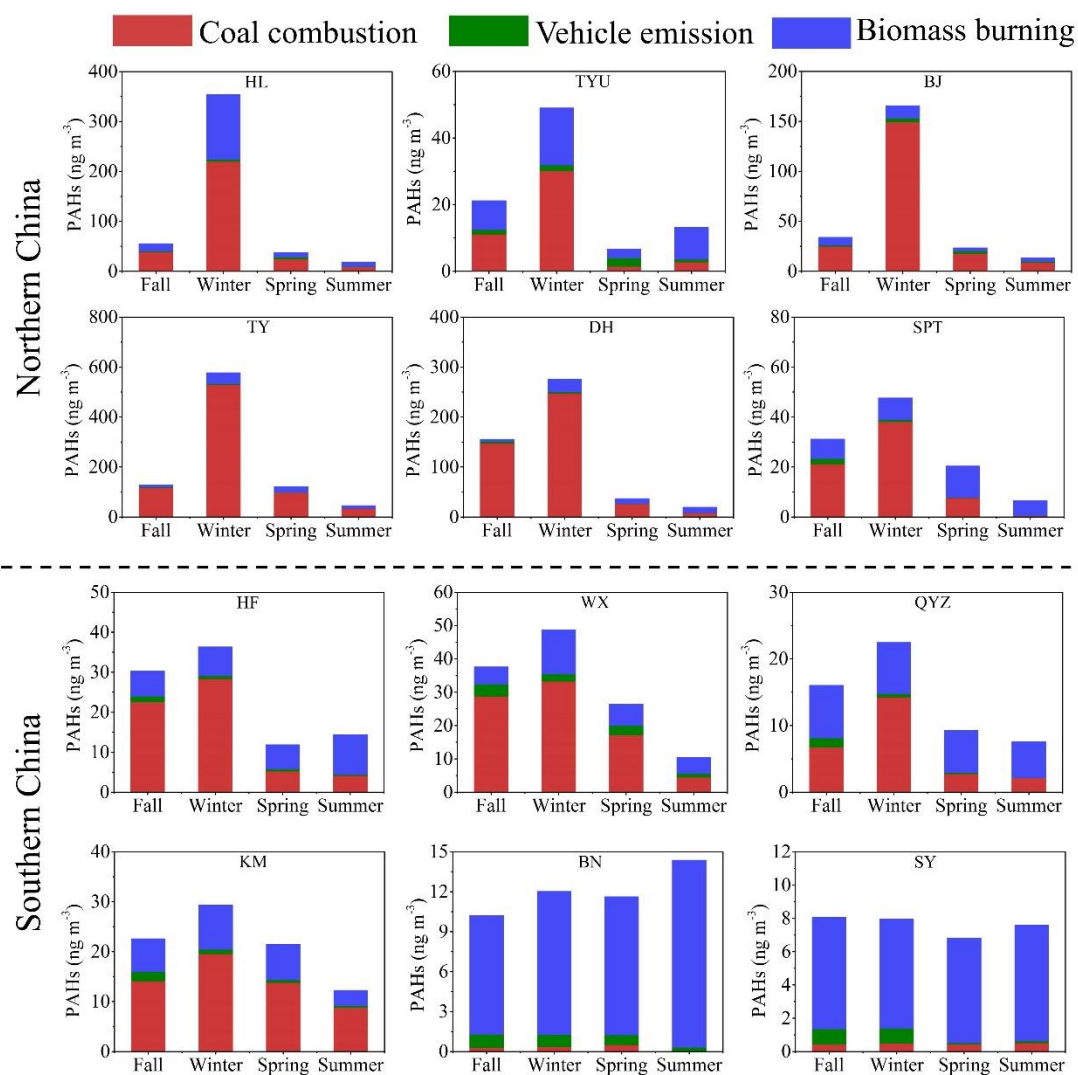 Coal combustion Vehicle emission Biomass burning
Northern China
HL
PAHs (ng m⁻³)
400
300
200
100
0
Fall Winter Spring Summer
TYU
PAHs (ng m⁻³)
60
40
20
0
Fall Winter Spring Summer
BJ
PAHs (ng m⁻³)
200
150
100
50
0
Fall Winter Spring Summer
TY
PAHs (ng m⁻³)
800
600
400
200
0
Fall Winter Spring Summer
DH
PAHs (ng m⁻³)
400
300
200
100
0
Fall Winter Spring Summer
SPT
PAHs (ng m⁻³)
80
60
40
20
0
Fall Winter Spring Summer
Southern China
HF
PAHs (ng m⁻³)
50
40
30
20
10
0
Fall Winter Spring Summer
WX
PAHs (ng m⁻³)
60
50
40
30
20
10
0
Fall Winter Spring Summer
QYZ
PAHs (ng m⁻³)
30
20
10
0
Fall Winter Spring Summer
KM
PAHs (ng m⁻³)
40
30
20
10
0
Fall Winter Spring Summer
BN
PAHs (ng m⁻³)
15
12
9
6
3
0
Fall Winter Spring Summer
SY
PAHs (ng m⁻³)
12
10
8
6
4
2
0
Fall Winter Spring Summer